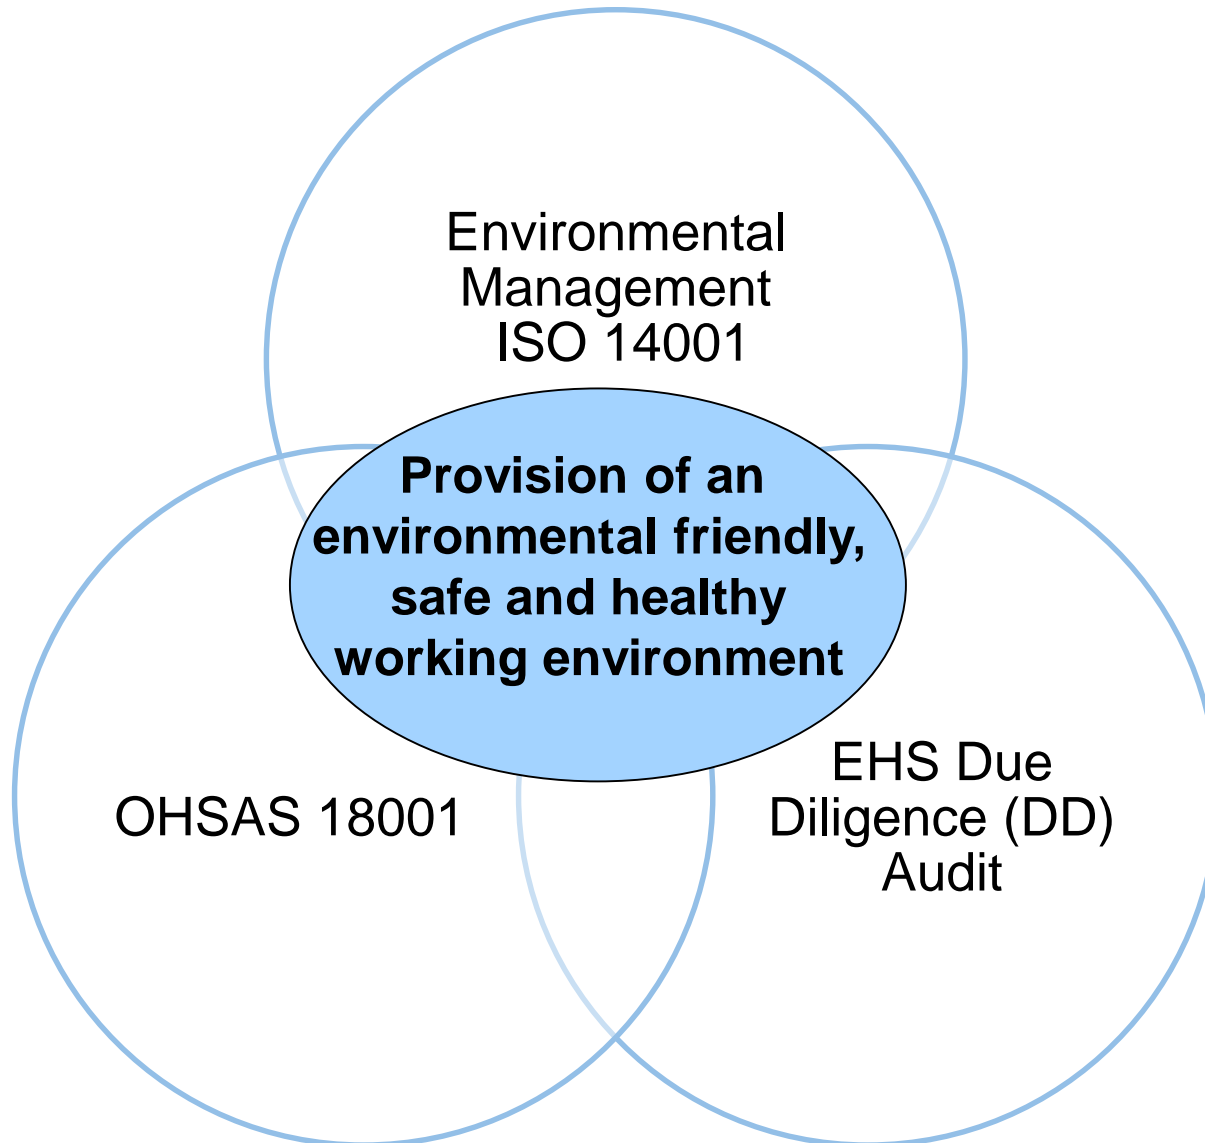 Environmental
Management
ISO 14001
Provision of an
environmental friendly,
safe and healthy
working environment
OHSAS 18001
EHS Due
Diligence (DD)
Audit